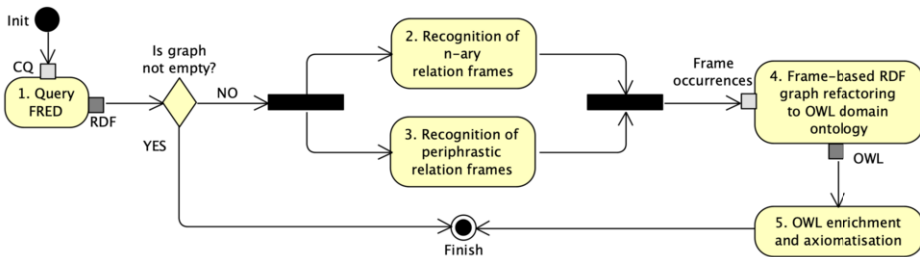 Init
CQ
1. Query
FRED
RDF
Is graph
not empty?
NO
YES
2. Recognition of
n-ary
relation frames
3. Recognition of
periphrastic
relation frames
Frame
occurrences
4. Frame-based RDF
graph refactoring
to OWL domain
ontology
OWL
5. OWL enrichment
and axiomatisation
Finish